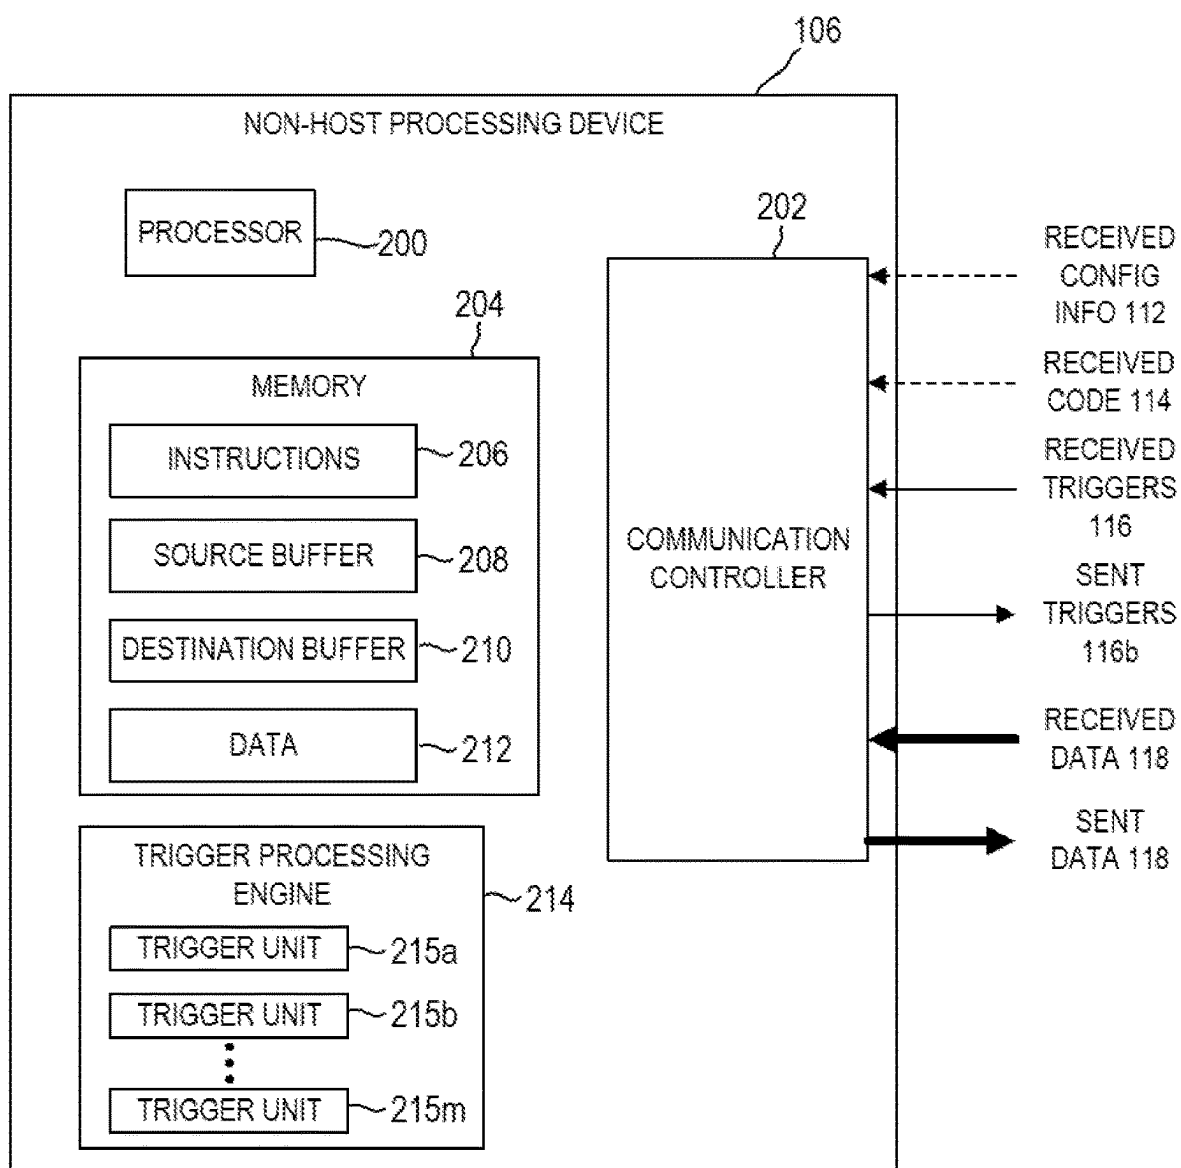 106
NON-HOST PROCESSING DEVICE
PROCESSOR
200
202
RECEIVED
CONFIG
INFO 112
204
MEMORY
RECEIVED
CODE 114
INSTRUCTIONS
206
RECEIVED
TRIGGERS
116
SOURCE BUFFER
208
COMMUNICATION
CONTROLLER
SENT
TRIGGERS
116b
DESTINATION BUFFER
210
DATA
212
RECEIVED
DATA 118
SENT
DATA 118
TRIGGER PROCESSING
ENGINE
214
TRIGGER UNIT
215a
TRIGGER UNIT
215b
TRIGGER UNIT
215m